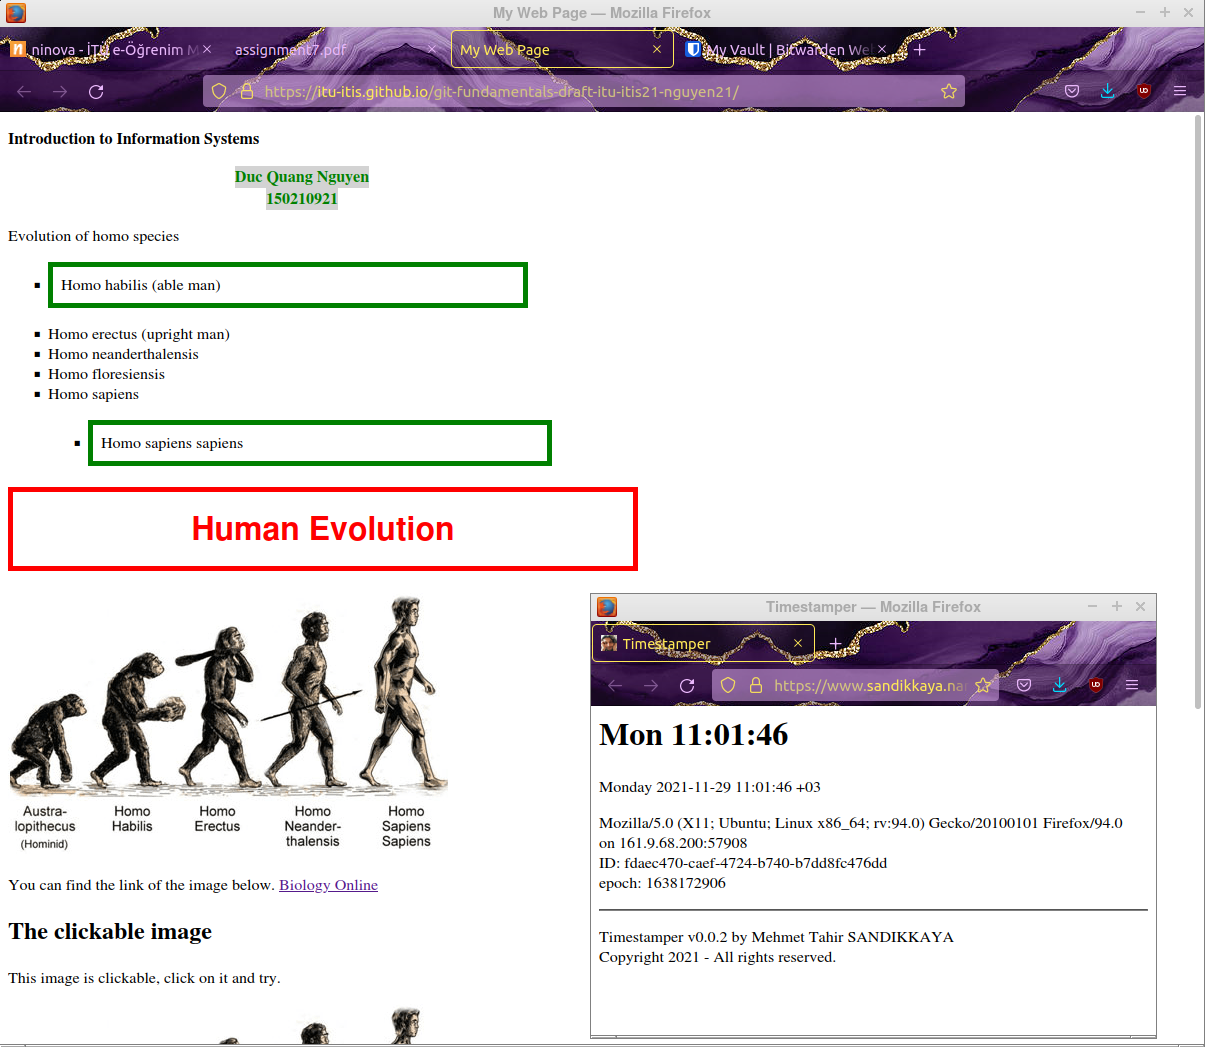 My Web Page — Mozilla Firefox
ninova - İTÜ e-Öğrenim M
assignment7.pdf
My Web Page
My Vault | Bitwarden We
https://itu-itis.github.io/git-fundamentals-draft-itu-itis21-nguyen21/
Introduction to Information Systems
Duc Quang Nguyen
150210921
Evolution of homo species
Homo habilis (able man)
Homo erectus (upright man)
Homo neanderthalensis
Homo floresiensis
Homo sapiens
Homo sapiens sapiens
Human Evolution
Austra-
lopithecus
(Hominid)
Homo
Habilis
Homo
Erectus
Homo
Neander-
thalensis
Homo
Sapiens
Sapiens
You can find the link of the image below. Biology Online
The clickable image
This image is clickable, click on it and try.
Timestamper — Mozilla Firefox
Timestamper
https://www.sandikkaya.na
Mon 11:01:46
Monday 2021-11-29 11:01:46 +03
Mozilla/5.0 (X11; Ubuntu; Linux x86_64; rv:94.0) Gecko/20100101 Firefox/94.0
on 161.9.68.200:57908
ID: fdaec470-caef-4724-b740-b7dd8fc476dd
epoch: 1638172906
Timestamper v0.0.2 by Mehmet Tahir SANDIKKAYA
Copyright 2021 - All rights reserved.